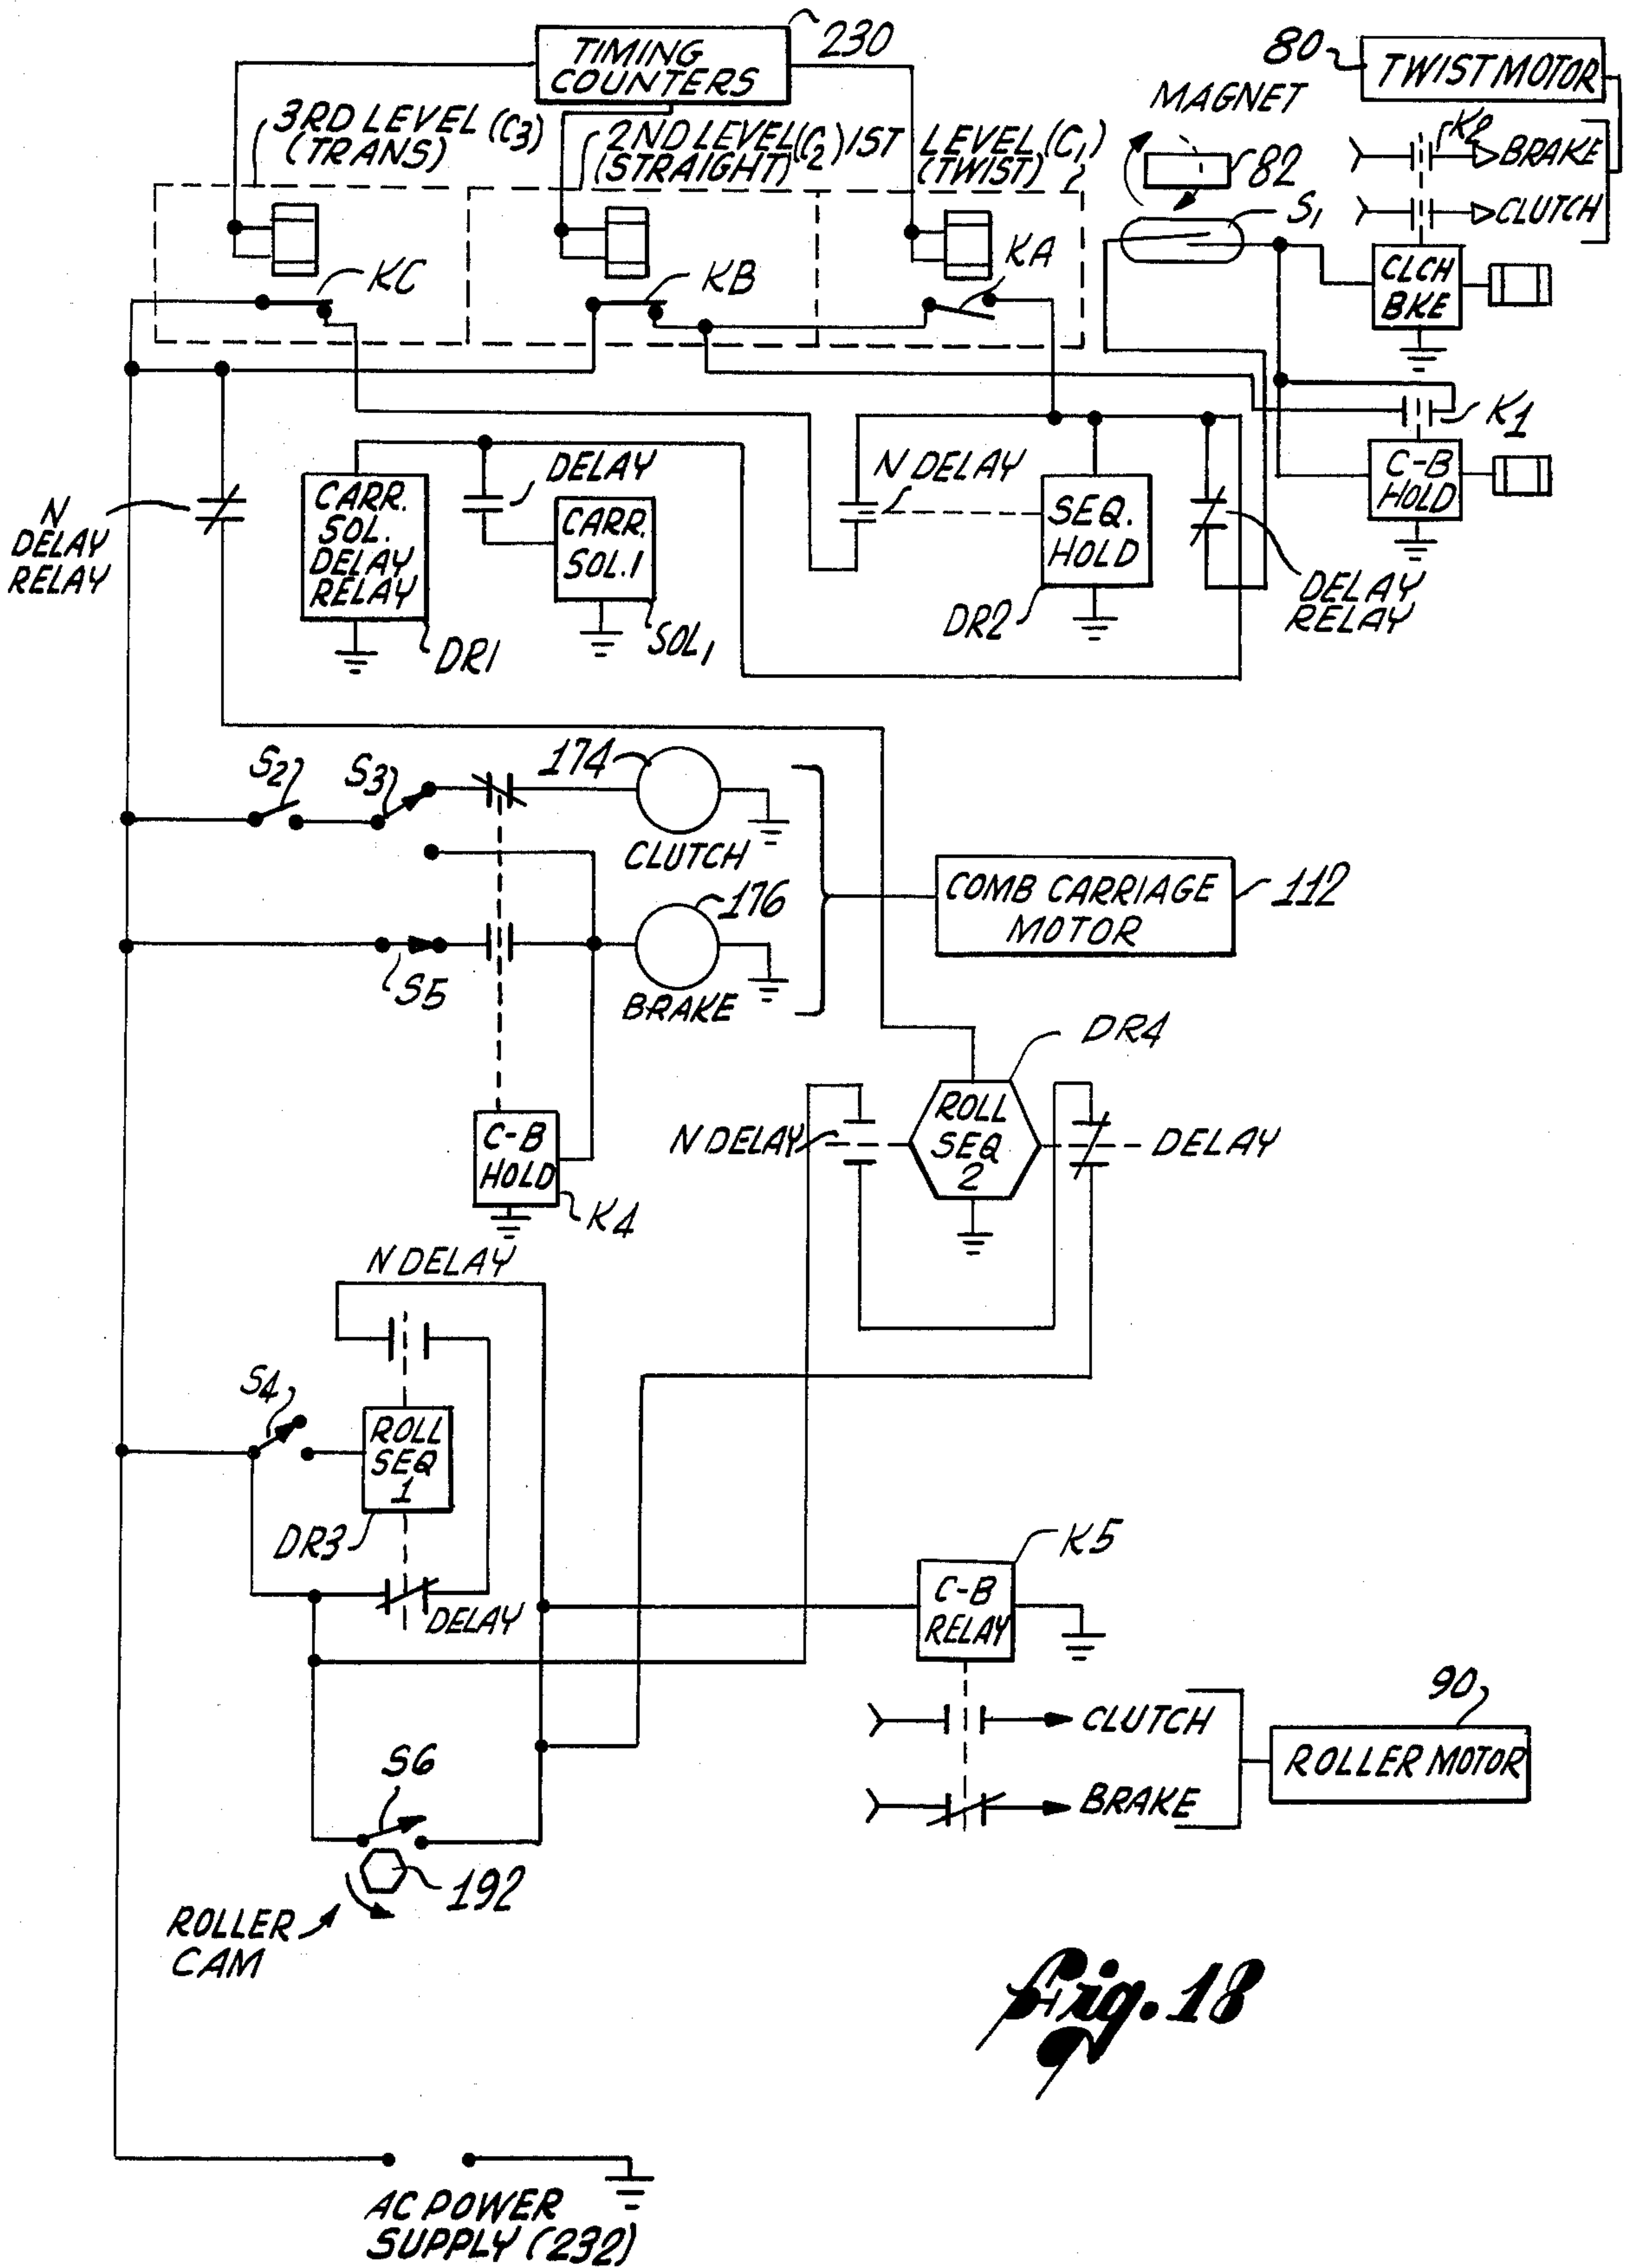 TIMING
COUNTERS
230
80
TWIST MOTOR
MAGNET
3RD LEVEL (C3)
(TRANS)
2ND LEVEL (C2)
(STRAIGHT)
1ST LEVEL (C1)
(TWIST)
82
K2
BRAKE
CLUTCH
S1
KC
KB
KA
CLCH
BKE
K1
C-B
HOLD
N
DELAY
RELAY
CARR.
SOL.
DELAY
RELAY
DR1
DELAY
CARR.
SOL.1
SOL1
N DELAY
SEQ.
HOLD
DR2
DELAY
RELAY
S2
S3
174
CLUTCH
176
S5
BRAKE
COMB CARRIAGE
MOTOR
112
C-B
HOLD
K4
DR4
N DELAY
ROLL
SEQ
2
DELAY
N DELAY
S4
ROLL
SEQ
1
DR3
DELAY
K5
C-B
RELAY
CLUTCH
BRAKE
90
ROLLER MOTOR
S6
192
ROLLER
CAM
Fig. 18
AC POWER
SUPPLY (232)